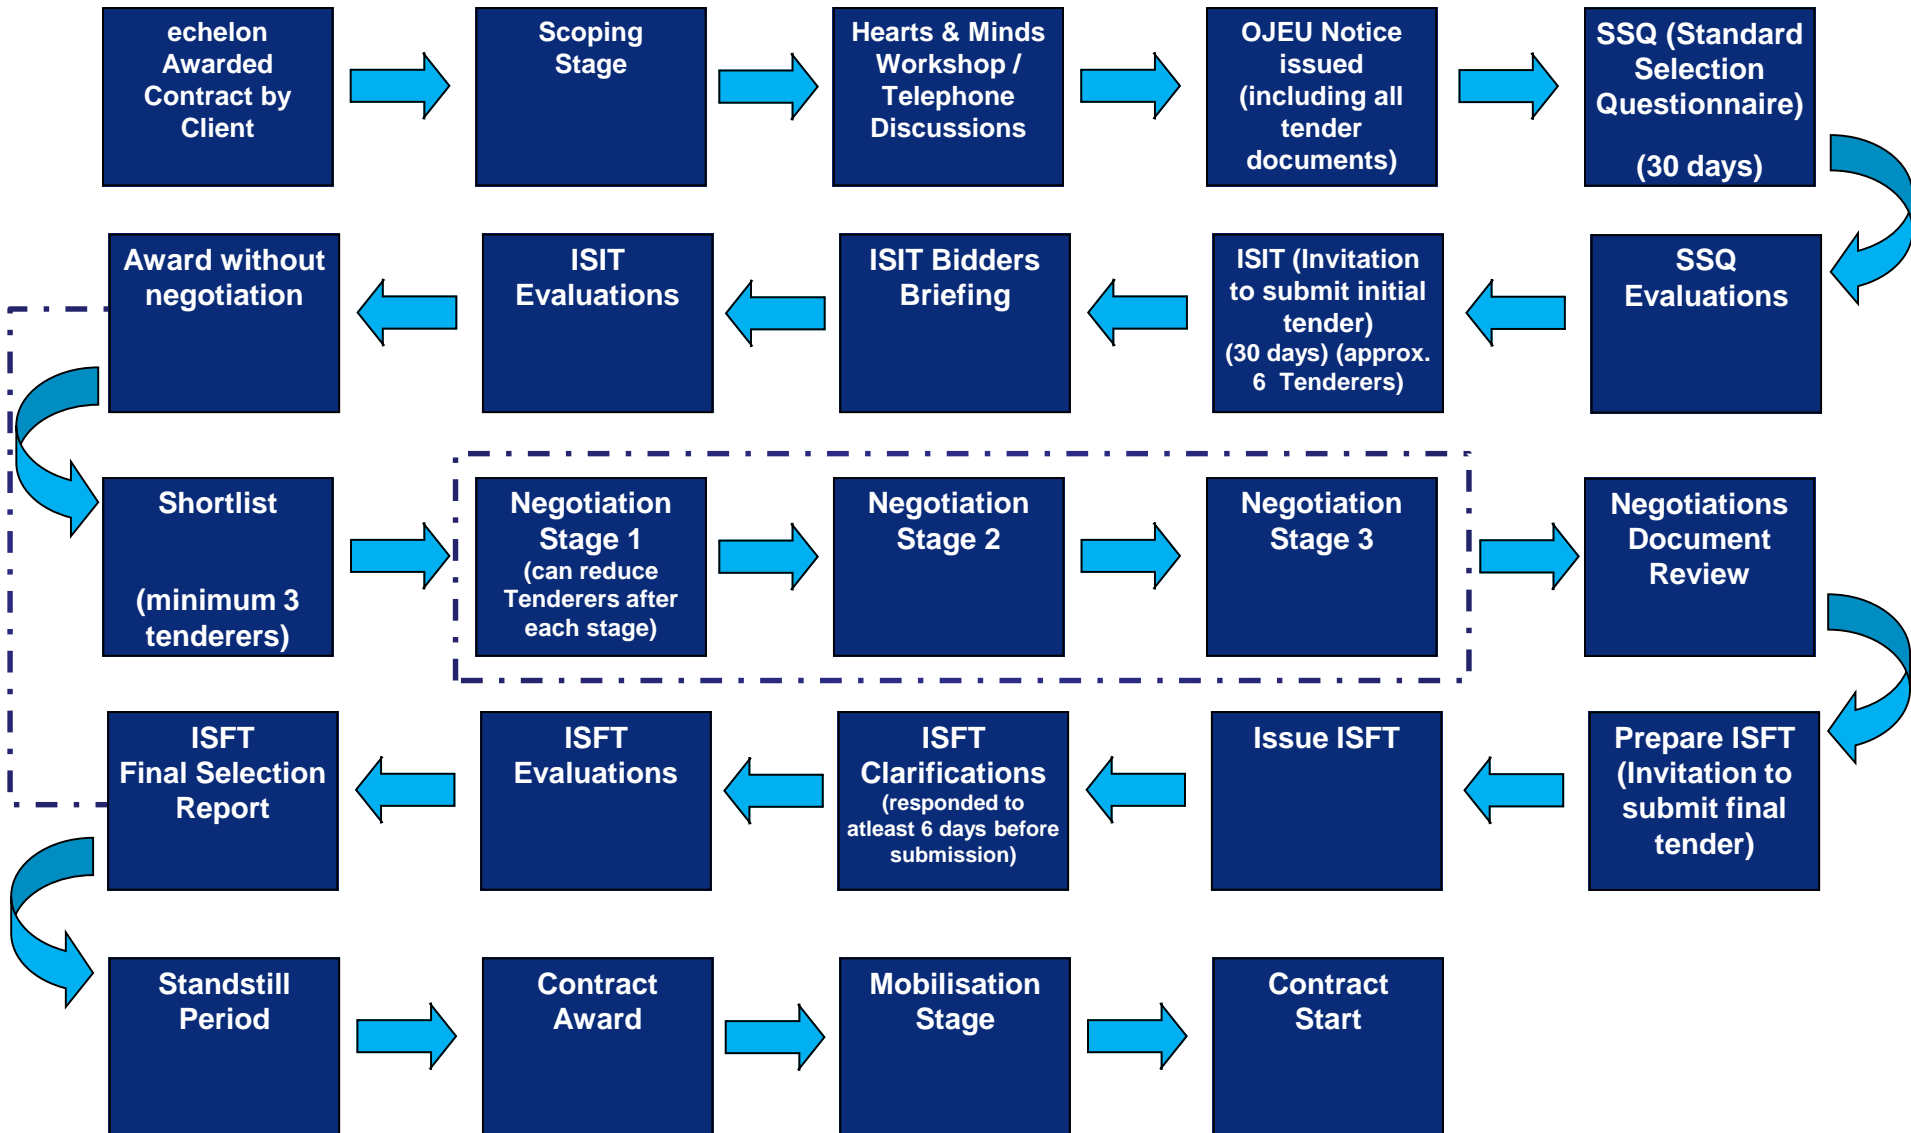 echelon
Awarded
Contract by
Client
Scoping
Stage
Hearts & Minds
Workshop /
Telephone
Discussions
OJEU Notice
issued
(including all
tender
documents)
SSQ (Standard
Selection
Questionnaire)
(30 days)
Award without
negotiation
ISIT
Evaluations
ISIT Bidders
Briefing
ISIT (Invitation
to submit initial
tender)
(30 days) (approx.
6 Tenderers)
SSQ
Evaluations
Shortlist
(minimum 3
tenderers)
Negotiation
Stage 1
(can reduce
Tenderers after
each stage)
Negotiation
Stage 2
Negotiation
Stage 3
Negotiations
Document
Review
ISFT
Final Selection
Report
ISFT
Evaluations
ISFT
Clarifications
(responded to
atleast 6 days before
submission)
Issue ISFT
Prepare ISFT
(Invitation to
submit final
tender)
Standstill
Period
Contract
Award
Mobilisation
Stage
Contract
Start